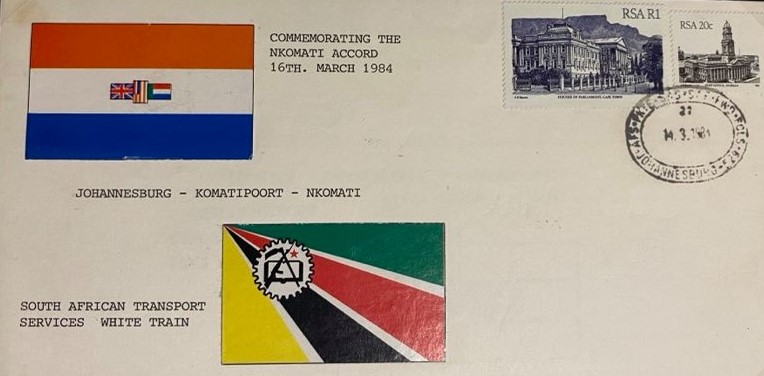 COMMEMORATING THE
NKOMATI ACCORD
16TH. MARCH 1984
RSA R1
RSA 20c
HOUSES OF PARLIAMENT, CAPE TOWN
27
14.3.1984
JOHANNESBURG
JOHANNESBURG - KOMATIPOORT - NKOMATI
SOUTH AFRICAN TRANSPORT
SERVICES WHITE TRAIN